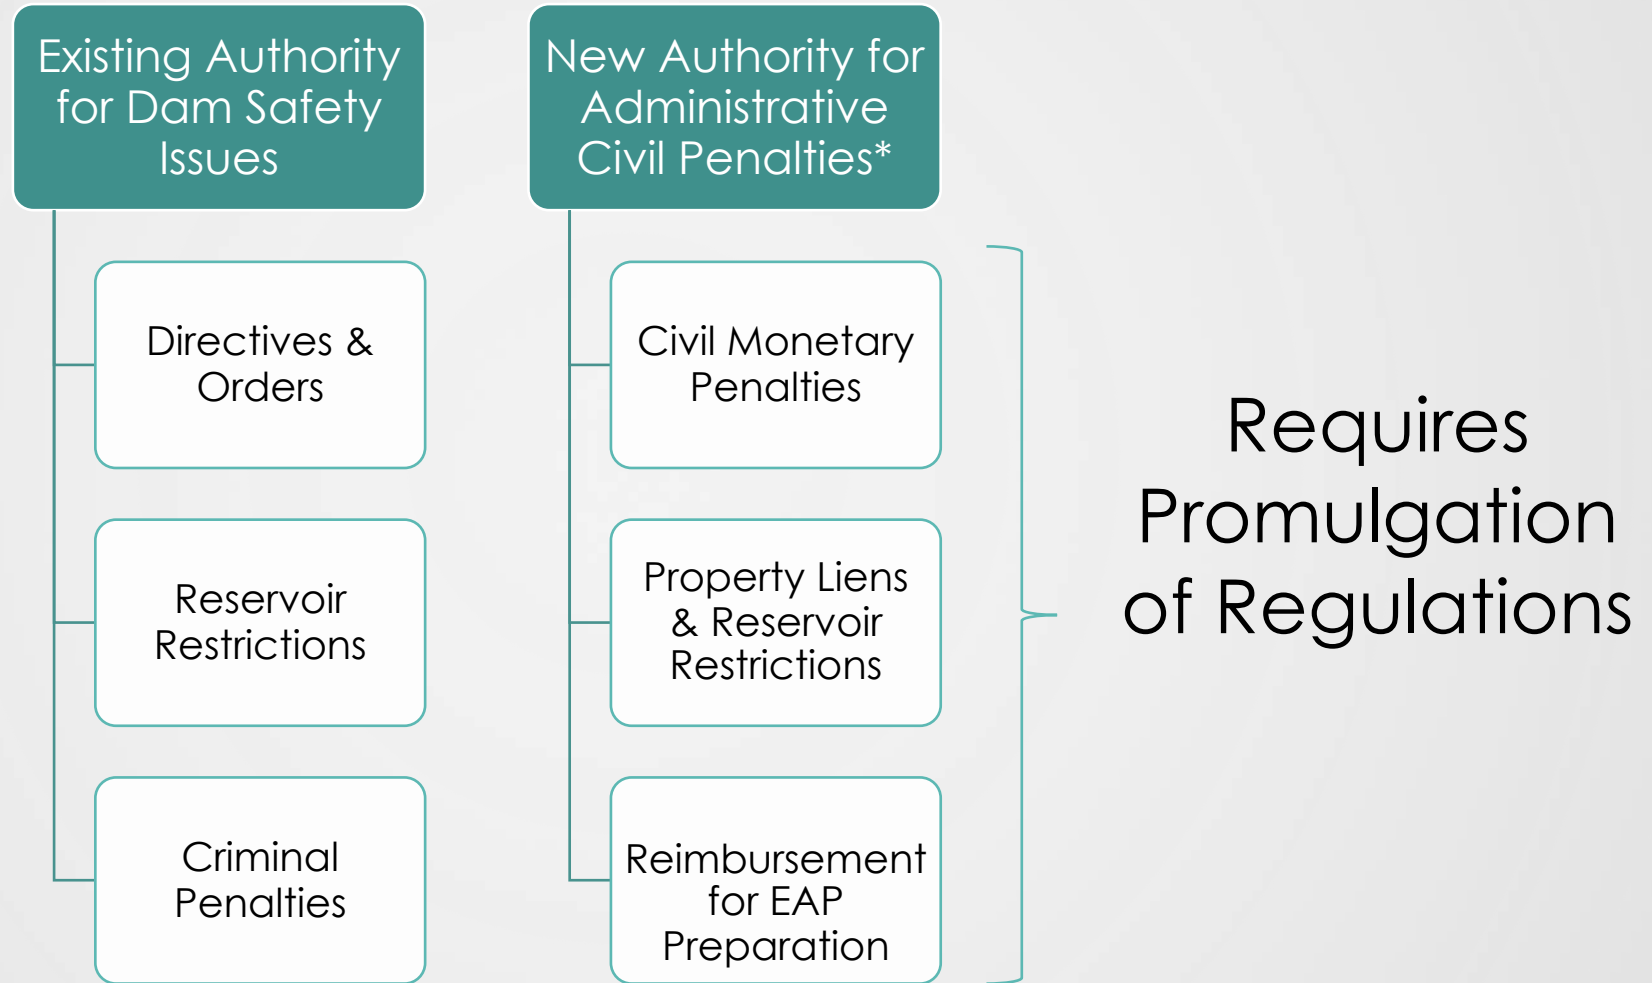 Existing Authority
for Dam Safety
Issues
Directives &
Orders
Reservoir
Restrictions
Criminal
Penalties
New Authority for
Administrative
Civil Penalties*
Civil Monetary
Penalties
Property Liens
& Reservoir
Restrictions
Reimbursement
for EAP
Preparation
Requires
Promulgation
of Regulations